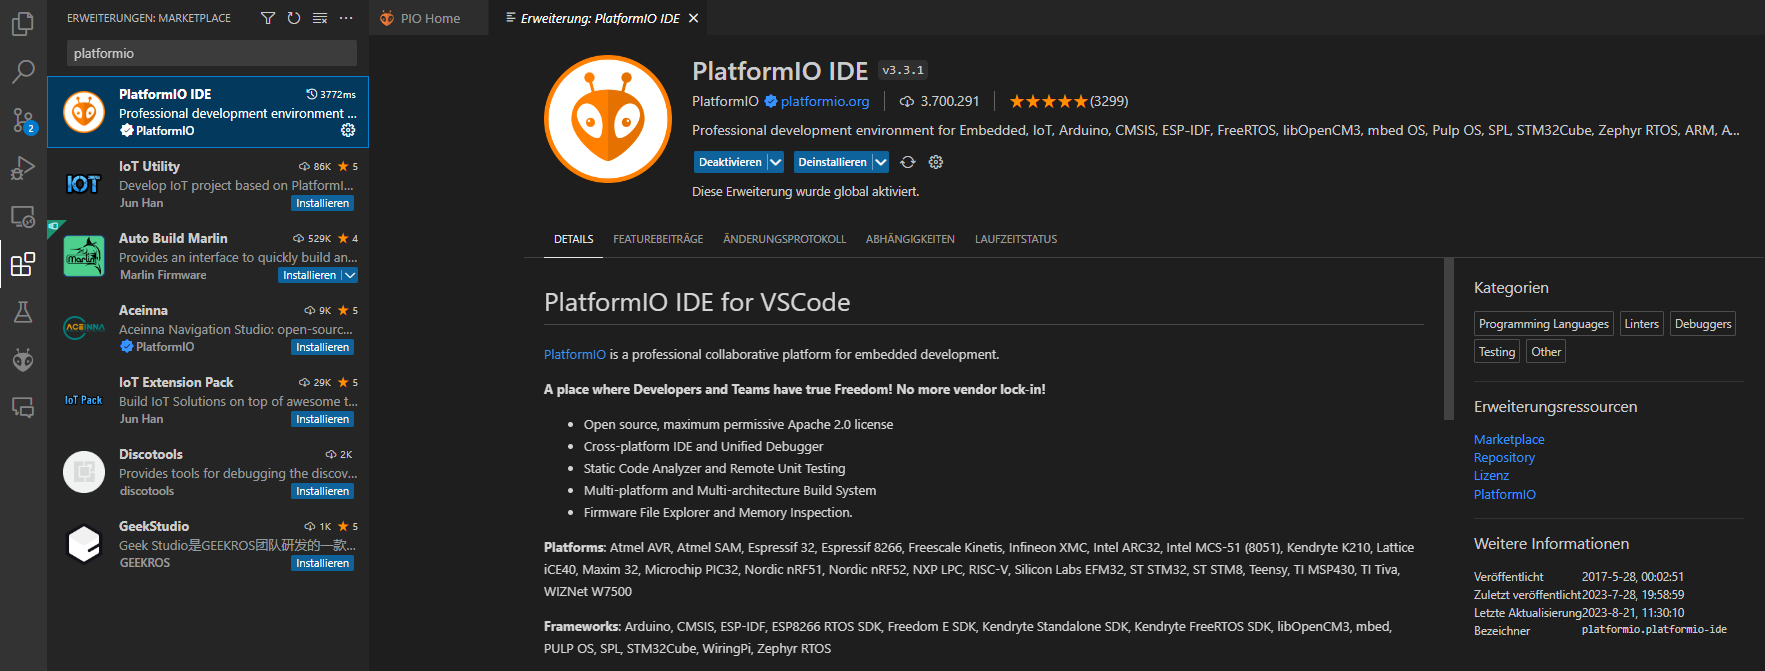 ERWEITERUNGEN: MARKETPLACE
platformio
PlatformIO IDE
3772ms
Professional development environment ...
PlatformIO
IoT Utility
86K
5
Develop IoT project based on PlatformI...
Jun Han
Installieren
Auto Build Marlin
529K
4
Provides an interface to quickly build an...
Marlin Firmware
Installieren
Aceinna
9K
5
Aceinna Navigation Studio: open-sourc...
PlatformIO
Installieren
IoT Extension Pack
29K
5
Build IoT Solutions on top of awesome t...
Jun Han
Installieren
Discotools
2K
Provides tools for debugging the discov...
discotools
Installieren
GeekStudio
1K
5
Geek Studio是GEEKROS团队研发的一款...
GEEKROS
Installieren
2
IOT
Marlin
ACEINNA
IoT Pack
PIO Home
Erweiterung: PlatformIO IDE
PlatformIO IDE
v3.3.1
PlatformIO
platformio.org
3.700.291
(3299)
Professional development environment for Embedded, IoT, Arduino, CMSIS, ESP-IDF, FreeRTOS, libOpenCM3, mbed OS, Pulp OS, SPL, STM32Cube, Zephyr RTOS, ARM, A...
Deaktivieren
Deinstallieren
Diese Erweiterung wurde global aktiviert.
DETAILS
FEATUREBEITRÄGE
ÄNDERUNGSPROTOKOLL
ABHÄNGIGKEITEN
LAUFZEITSTATUS
PlatformIO IDE for VSCode
PlatformIO is a professional collaborative platform for embedded development.
A place where Developers and Teams have true Freedom! No more vendor lock-in!
• Open source, maximum permissive Apache 2.0 license
• Cross-platform IDE and Unified Debugger
• Static Code Analyzer and Remote Unit Testing
• Multi-platform and Multi-architecture Build System
• Firmware File Explorer and Memory Inspection.
Platforms: Atmel AVR, Atmel SAM, Espressif 32, Espressif 8266, Freescale Kinetis, Infineon XMC, Intel ARC32, Intel MCS-51 (8051), Kendryte K210, Lattice
iCE40, Maxim 32, Microchip PIC32, Nordic nRF51, Nordic nRF52, NXP LPC, RISC-V, Silicon Labs EFM32, ST STM32, ST STM8, Teensy, TI MSP430, TI Tiva,
WIZNet W7500
Frameworks: Arduino, CMSIS, ESP-IDF, ESP8266 RTOS SDK, Freedom E SDK, Kendryte Standalone SDK, Kendryte FreeRTOS SDK, libOpenCM3, mbed,
PULP OS, SPL, STM32Cube, WiringPi, Zephyr RTOS
Kategorien
Programming Languages
Linters
Debuggers
Testing
Other
Erweiterungsressourcen
Marketplace
Repository
Lizenz
PlatformIO
Weitere Informationen
Veröffentlicht 2017-5-28, 00:02:51
Zuletzt veröffentlicht 2023-7-28, 19:58:59
Letzte Aktualisierung 2023-8-21, 11:30:10
Bezeichner platformio.platformio-ide